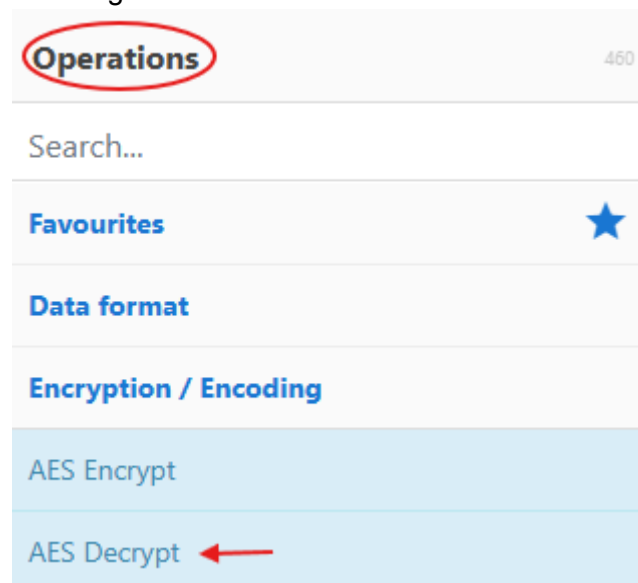 Operations 460
Search...
Favourites
Data format
Encryption / Encoding
AES Encrypt
AES Decrypt